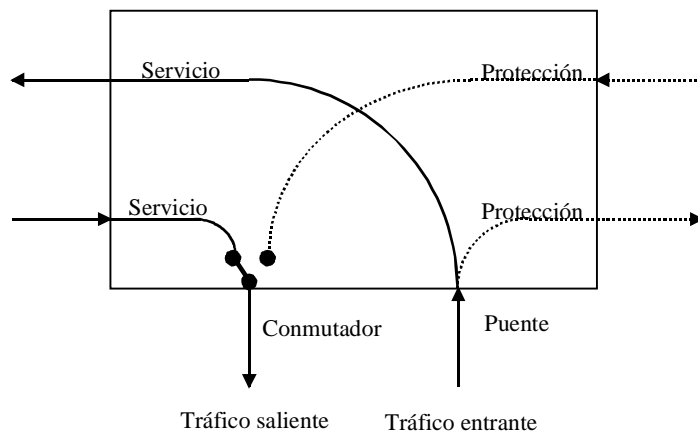 Servicio
Protección
Servicio
Protección
Conmutador
Puente
Tráfico saliente
Tráfico entrante